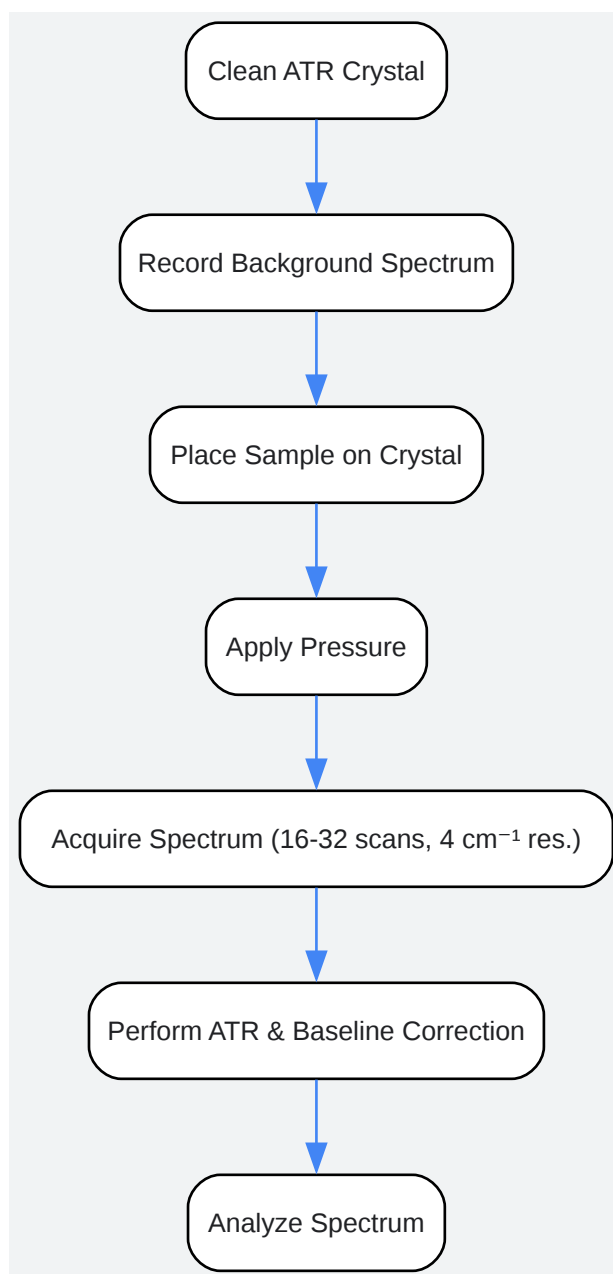 Clean ATR Crystal
Record Background Spectrum
Place Sample on Crystal
Apply Pressure
Acquire Spectrum (16-32 scans, 4 cm⁻¹ res.)
Perform ATR & Baseline Correction
Analyze Spectrum